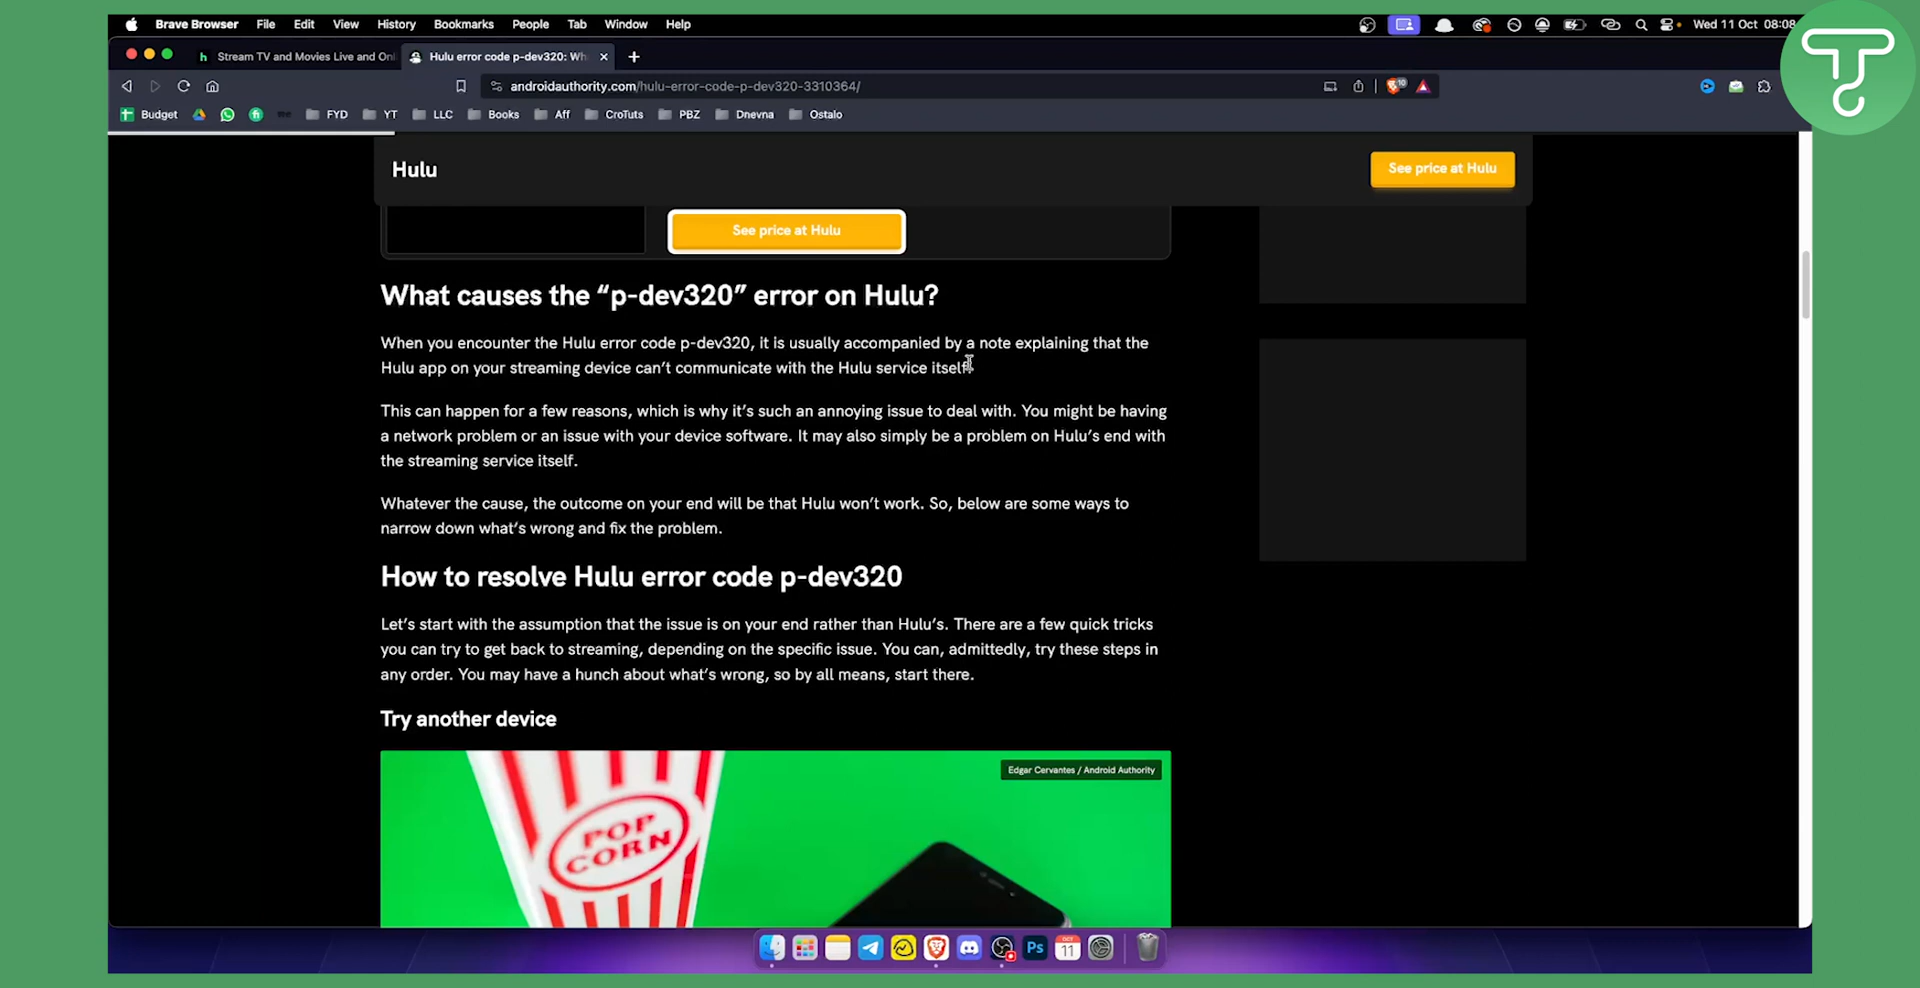 Brave Browser File Edit View History Bookmarks People Tab Window Help Wed 11 Oct 08:08
Stream TV and Movies Live and Onl Hulu error code p-dev320: Wh
androidauthority.com/hulu-error-code-p-dev320-3310364/
Budget FYD YT LLC Books Aff CroTuts PBZ Dnevna Ostalo
Hulu
See price at Hulu
See price at Hulu
What causes the “p-dev320” error on Hulu?
When you encounter the Hulu error code p-dev320, it is usually accompanied by a note explaining that the
Hulu app on your streaming device can’t communicate with the Hulu service itself.
This can happen for a few reasons, which is why it’s such an annoying issue to deal with. You might be having
a network problem or an issue with your device software. It may also simply be a problem on Hulu’s end with
the streaming service itself.
Whatever the cause, the outcome on your end will be that Hulu won’t work. So, below are some ways to
narrow down what’s wrong and fix the problem.
How to resolve Hulu error code p-dev320
Let’s start with the assumption that the issue is on your end rather than Hulu’s. There are a few quick tricks
you can try to get back to streaming, depending on the specific issue. You can, admittedly, try these steps in
any order. You may have a hunch about what’s wrong, so by all means, start there.
Try another device
Edgar Cervantes / Android Authority
POP
CORN
Ps
OCT
11